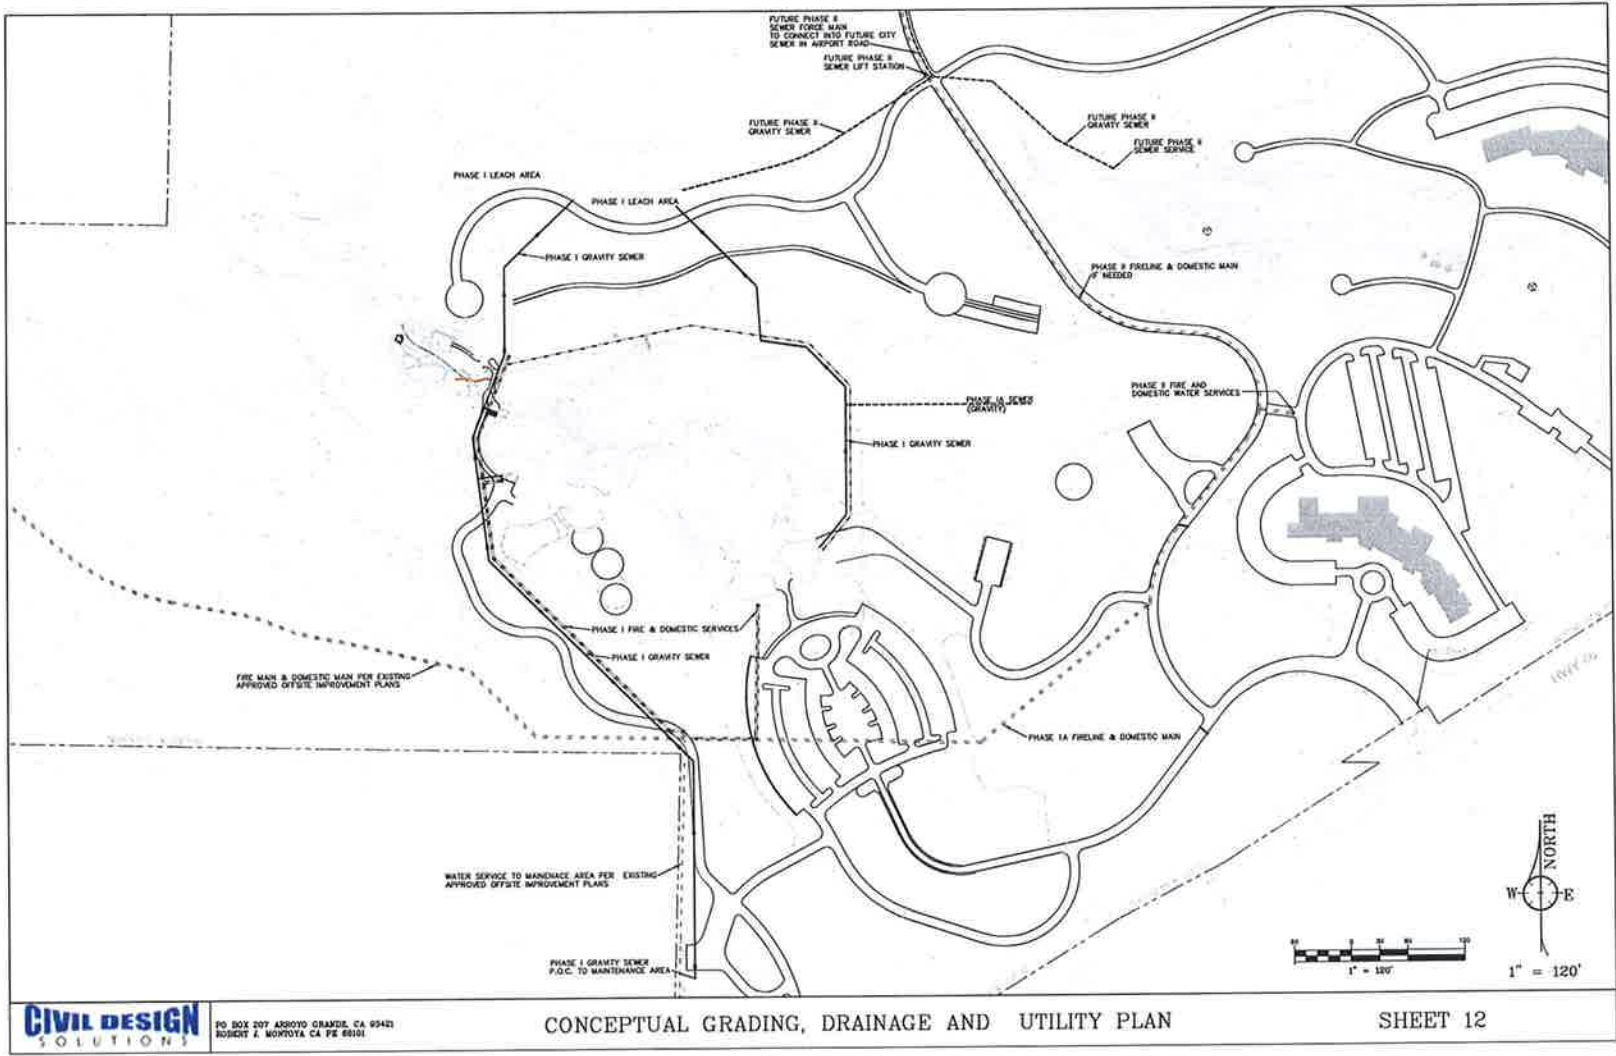 FUTURE PHASE II
SEWER FORCE MAIN
TO CONNECT INTO FUTURE CITY
SEWER IN AIRPORT ROAD
FUTURE PHASE II
SEWER LIFT STATION
FUTURE PHASE II
GRAVITY SEWER
FUTURE PHASE II
GRAVITY SEWER
FUTURE PHASE II
SEWER SERVICE
PHASE I LEACH AREA
PHASE I LEACH AREA
PHASE I GRAVITY SEWER
PHASE II FIRELINE & DOMESTIC MAIN
IF NEEDED
PHASE II FIRE AND
DOMESTIC WATER SERVICES
PHASE IA SEWER
(GRAVITY)
PHASE I GRAVITY SEWER
PHASE I FIRE & DOMESTIC SERVICES
PHASE I GRAVITY SEWER
FIRE MAIN & DOMESTIC MAIN PER EXISTING
APPROVED OFFSITE IMPROVEMENT PLANS
PHASE IA FIRELINE & DOMESTIC MAIN
WATER SERVICE TO MAINENACE AREA PER EXISTING
APPROVED OFFSITE IMPROVEMENT PLANS
PHASE I GRAVITY SEWER
P.O.C. TO MAINTENANCE AREA
NORTH
W E
1" = 120'
1" = 120'
CIVIL DESIGN
SOLUTIONS
PO BOX 207 ARROYO GRANDE, CA 93421
ROBERT J. MONTOYA CA PE
CONCEPTUAL GRADING, DRAINAGE AND UTILITY PLAN
SHEET 12